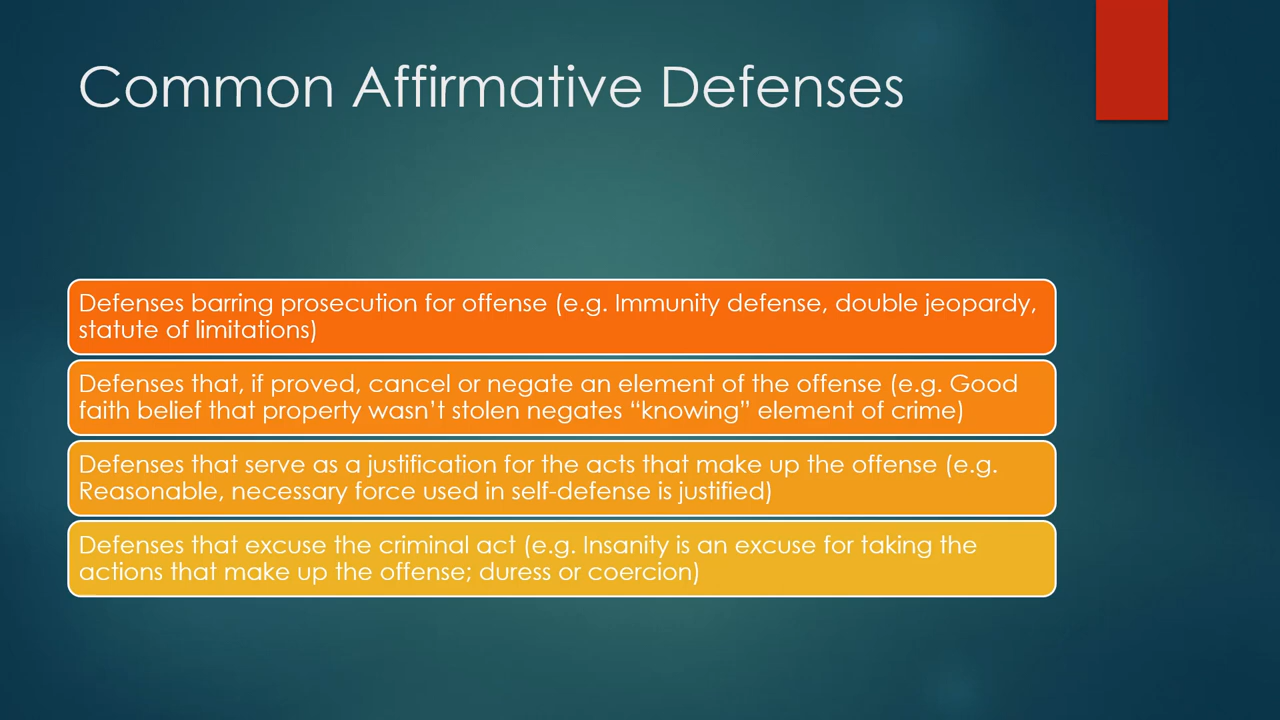 Common Affirmative Defenses
Defenses barring prosecution for offense (e.g. Immunity defense, double jeopardy,
statute of limitations)
Defenses that, if proved, cancel or negate an element of the offense (e.g. Good
faith belief that property wasn’t stolen negates “knowing” element of crime)
Defenses that serve as a justification for the acts that make up the offense (e.g.
Reasonable, necessary force used in self-defense is justified)
Defenses that excuse the criminal act (e.g. Insanity is an excuse for taking the
actions that make up the offense; duress or coercion)